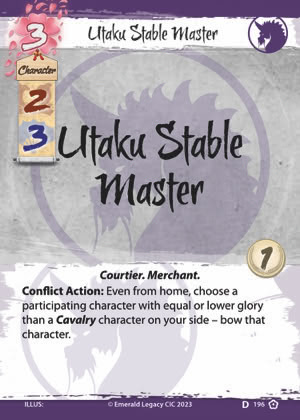 3
Utaku Stable Master
Character
2
3
Utaku Stable
Master
1
Courtier. Merchant.
Conflict Action: Even from home, choose a
participating character with equal or lower glory
than a Cavalry character on your side – bow that
character.
ILLUS: © Emerald Legacy CIC 2023 D 196